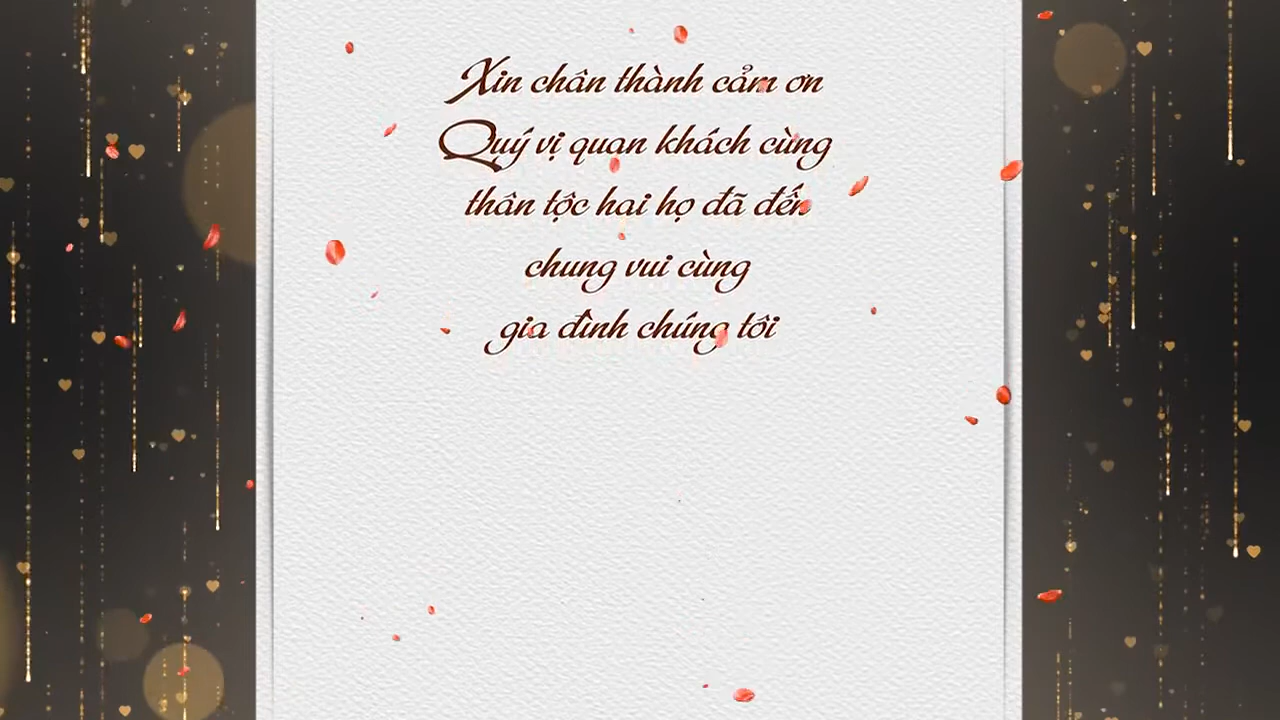 Xin chân thành cảm ơn
Quý vị quan khách cùng
thân tộc hai họ đã đến
chung vui cùng
gia đình chúng tôi